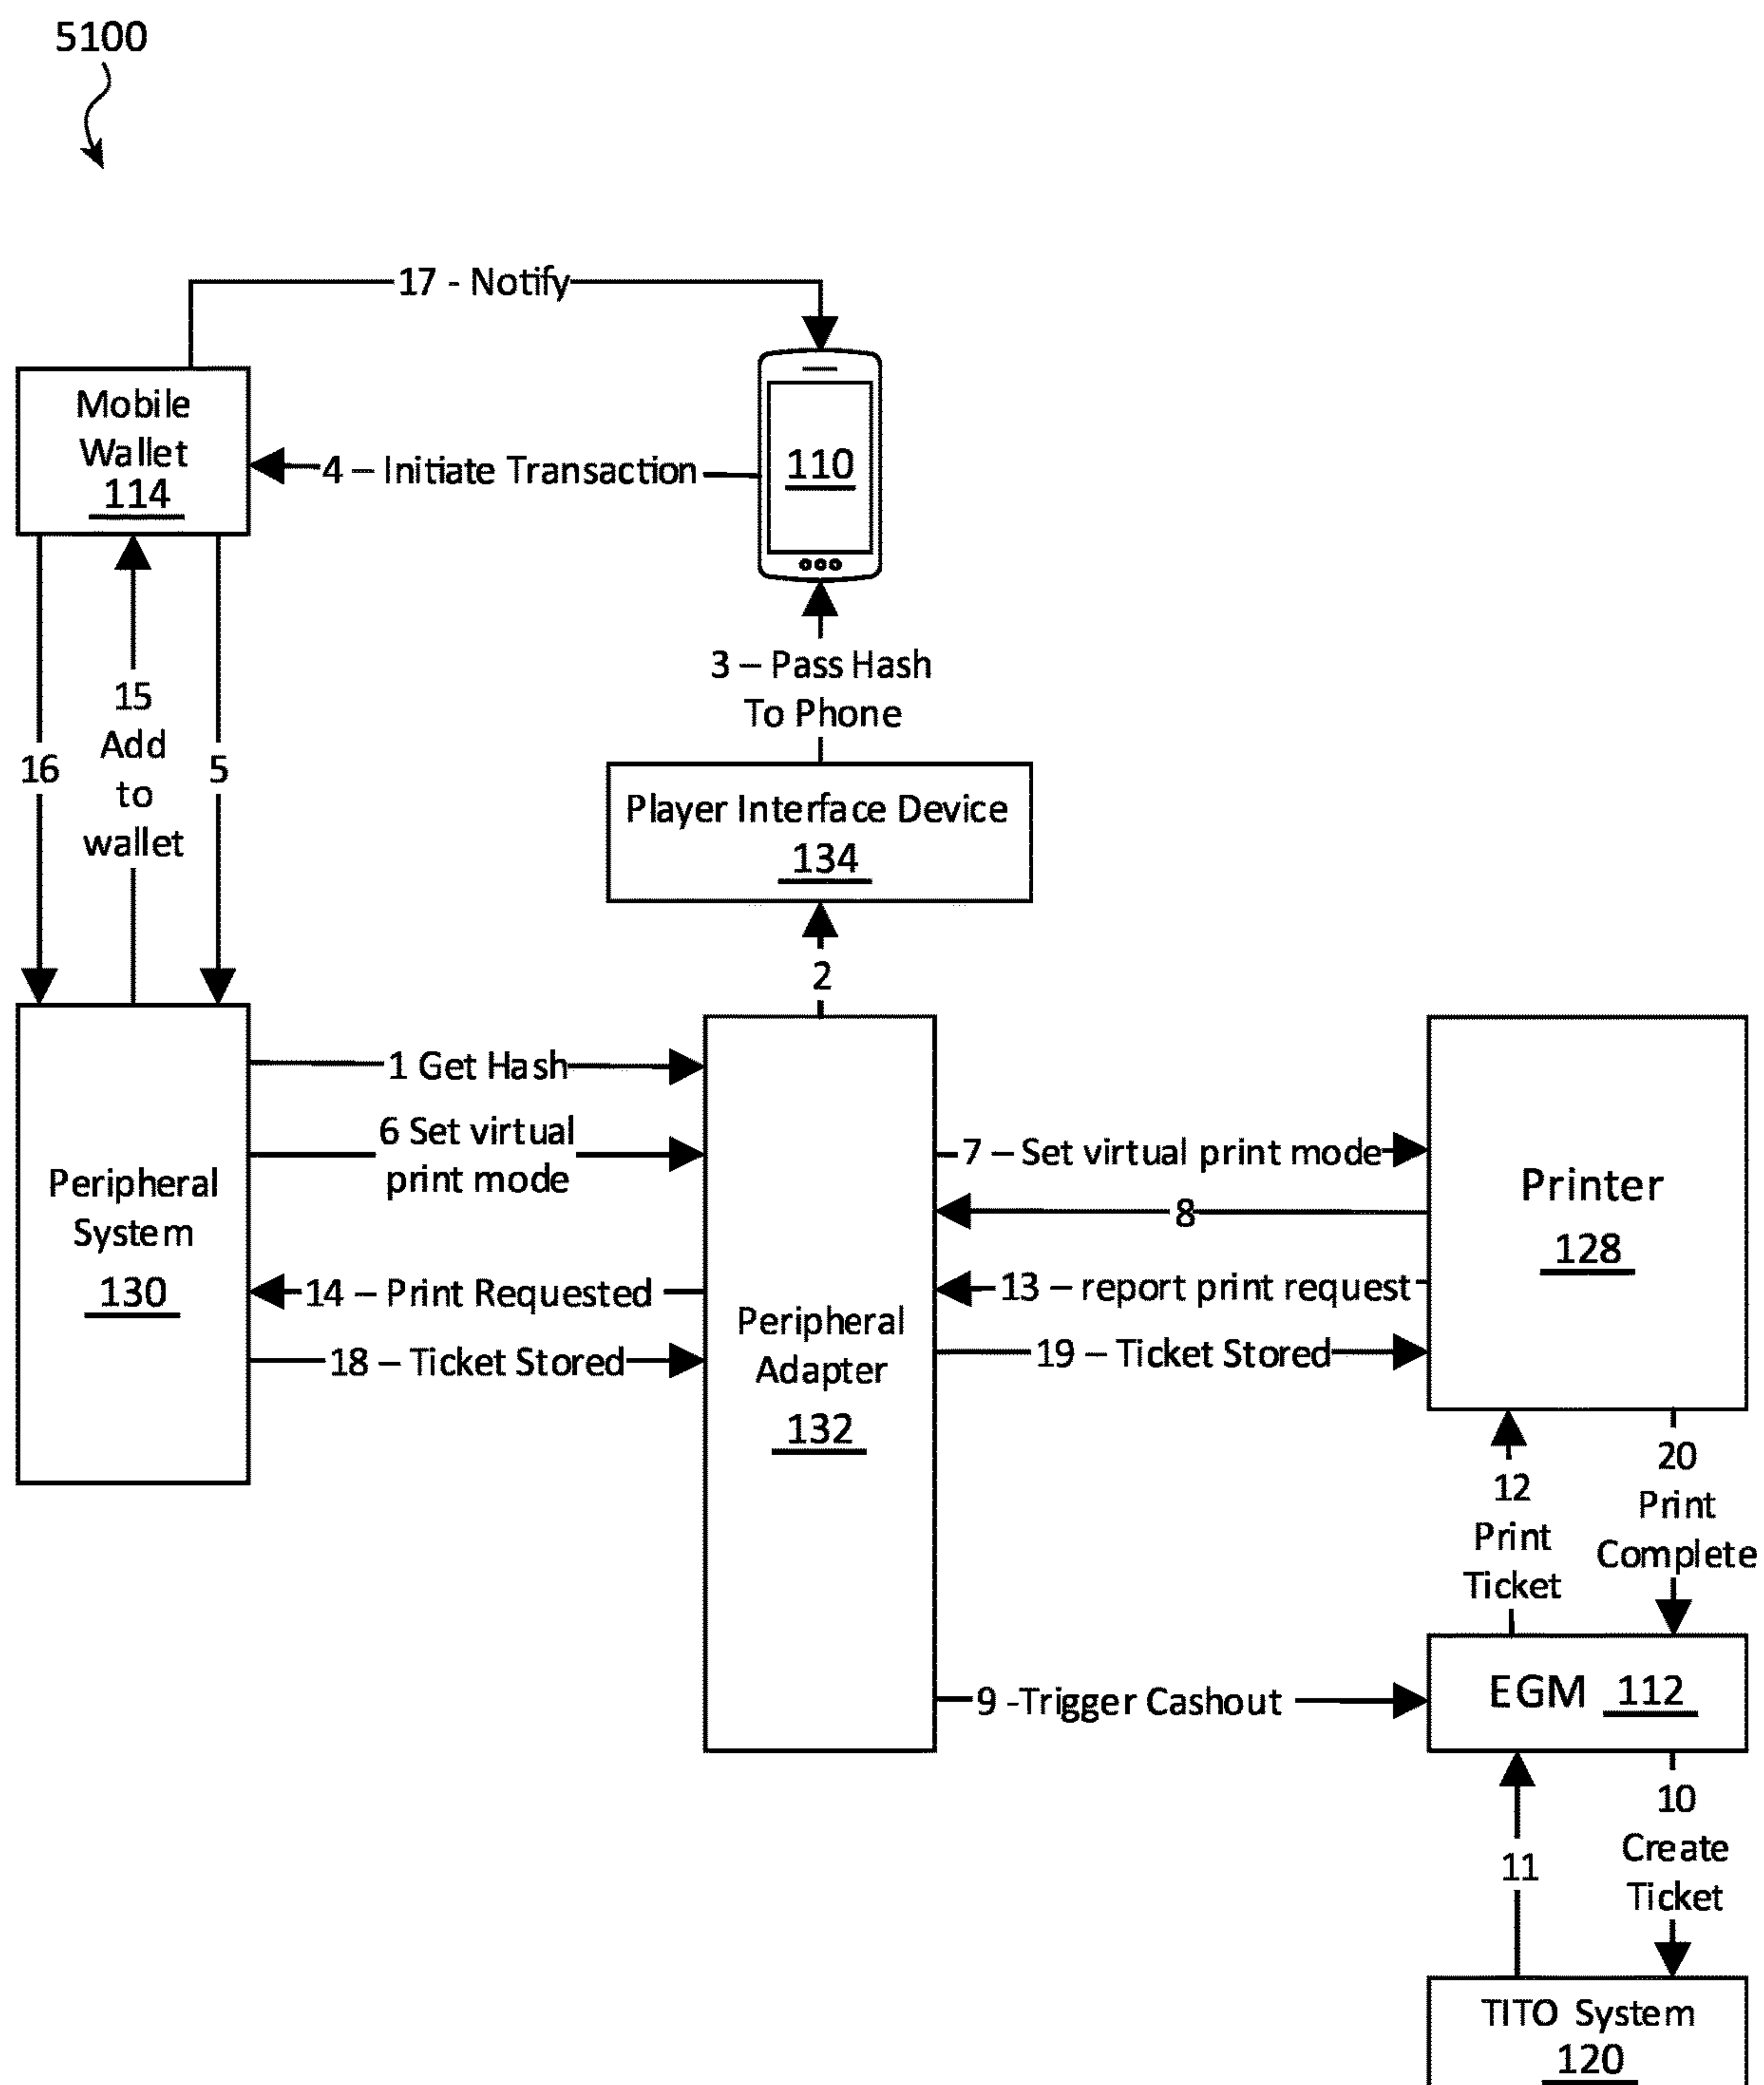 5100
17 - Notify
Mobile
Wallet
114
4 – Initiate Transaction
110
3 – Pass Hash
To Phone
15
Add
to
wallet
16
5
Player Interface Device
134
2
1 Get Hash
6 Set virtual
print mode
7 – Set virtual print mode
Peripheral
System
130
8
Printer
128
14 – Print Requested
13 – report print request
18 – Ticket Stored
Peripheral
Adapter
132
19 – Ticket Stored
12
Print
Ticket
20
Print
Complete
9 -Trigger Cashout
EGM 112
11
10
Create
Ticket
TITO System
120